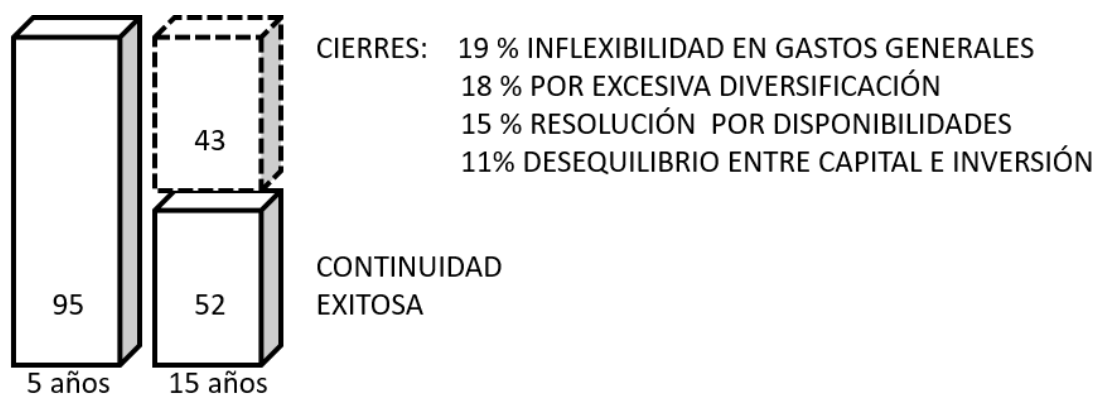 CIERRES: 19 % INFLEXIBILIDAD EN GASTOS GENERALES
18 % POR EXCESIVA DIVERSIFICACIÓN
43
15 % RESOLUCIÓN POR DISPONIBILIDADES
11% DESEQUILIBRIO ENTRE CAPITAL E INVERSIÓN
CONTINUIDAD
EXITOSA
95
52
5 años
15 años